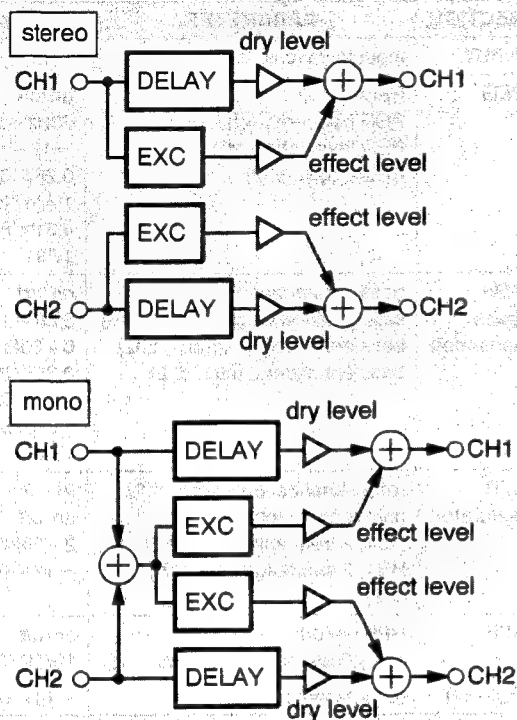 stereo
dry level
CH1 DELAY + CH1
EXC
effect level
effect level
EXC
CH2 DELAY + CH2
dry level
mono
dry level
CH1 DELAY + CH1
EXC
effect level
+
effect level
EXC
CH2 DELAY + CH2
dry level